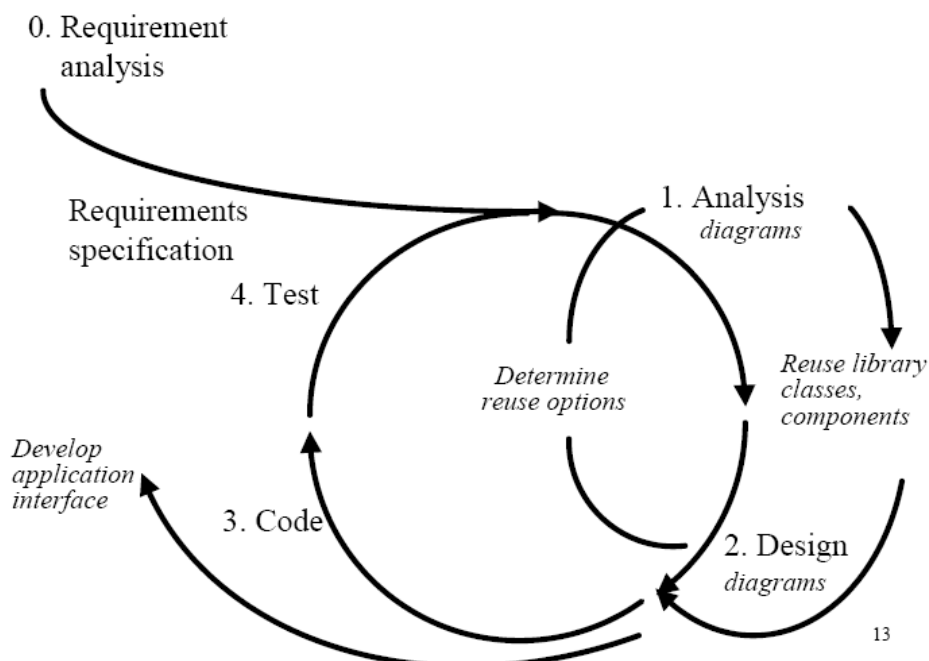 0. Requirement
analysis
Requirements
specification
1. Analysis
diagrams
4. Test
Determine
reuse options
Reuse library
classes,
components
Develop
application
interface
3. Code
2. Design
diagrams
13